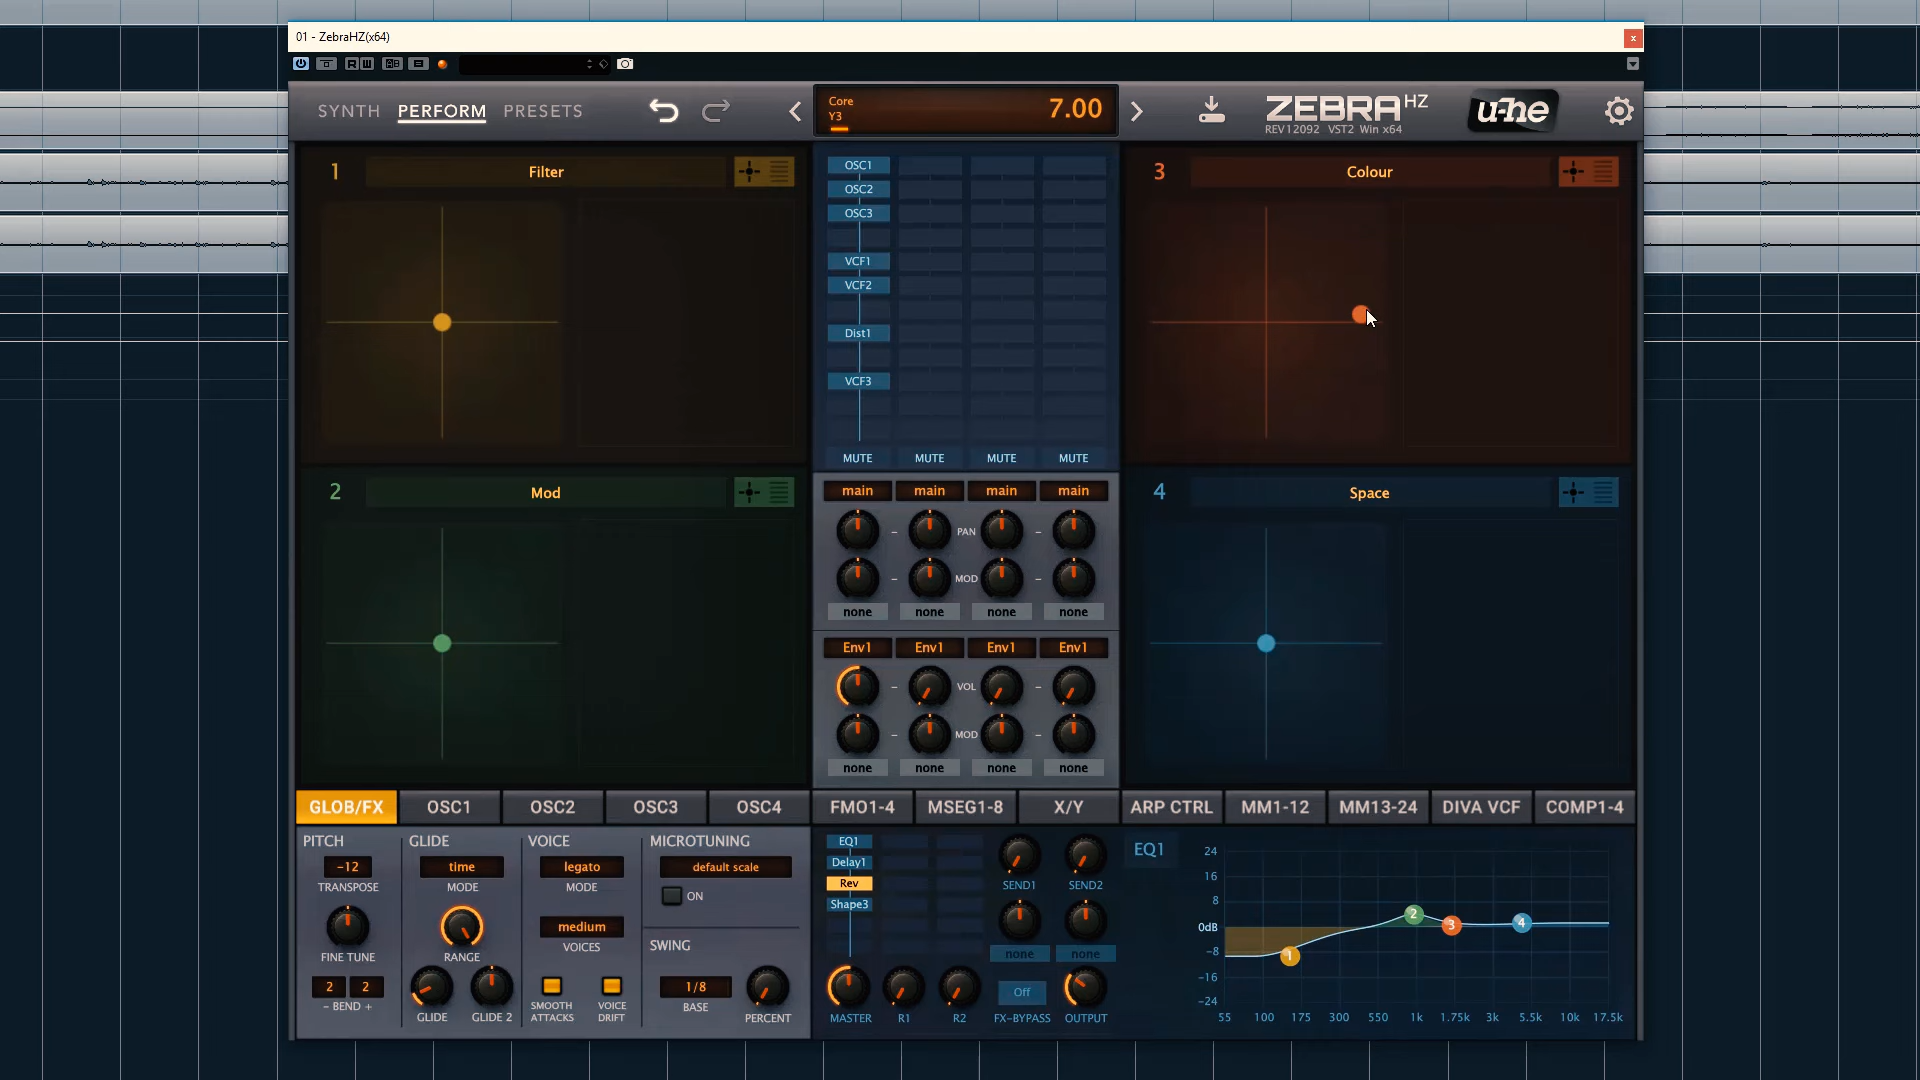 01 - ZebraHZ(x64)
x
R W
SYNTH PERFORM PRESETS
Core
Y3
7.00
ZEBRA HZ
REV12092 VST2 Win x64
u-he
1 Filter
OSC1
OSC2
OSC3
VCF1
VCF2
Dist1
VCF3
MUTE MUTE MUTE MUTE
3 Colour
2 Mod
4 Space
main main main main
PAN
MOD
none none none none
Env1 Env1 Env1 Env1
VOL
MOD
none none none none
GLOB/FX OSC1 OSC2 OSC3 OSC4 FMO1-4 MSEG1-8 X/Y ARP CTRL MM1-12 MM13-24 DIVA VCF COMP1-4
PITCH
-12
TRANSPOSE
FINE TUNE
2 2
- BEND +
GLIDE
time
MODE
RANGE
GLIDE GLIDE 2
VOICE
legato
MODE
medium
VOICES
SMOOTH ATTACKS
VOICE DRIFT
MICROTUNING
default scale
ON
SWING
1/8
BASE
PERCENT
EQ1
Delay1
Rev
Shape3
MASTER R1 R2
SEND1 SEND2
none none
Off
FX-BYPASS OUTPUT
EQ1
24
16
8
0dB
-8
-16
-24
1 2 3 4
55 100 175 300 550 1k 1.75k 3k 5.5k 10k 17.5k